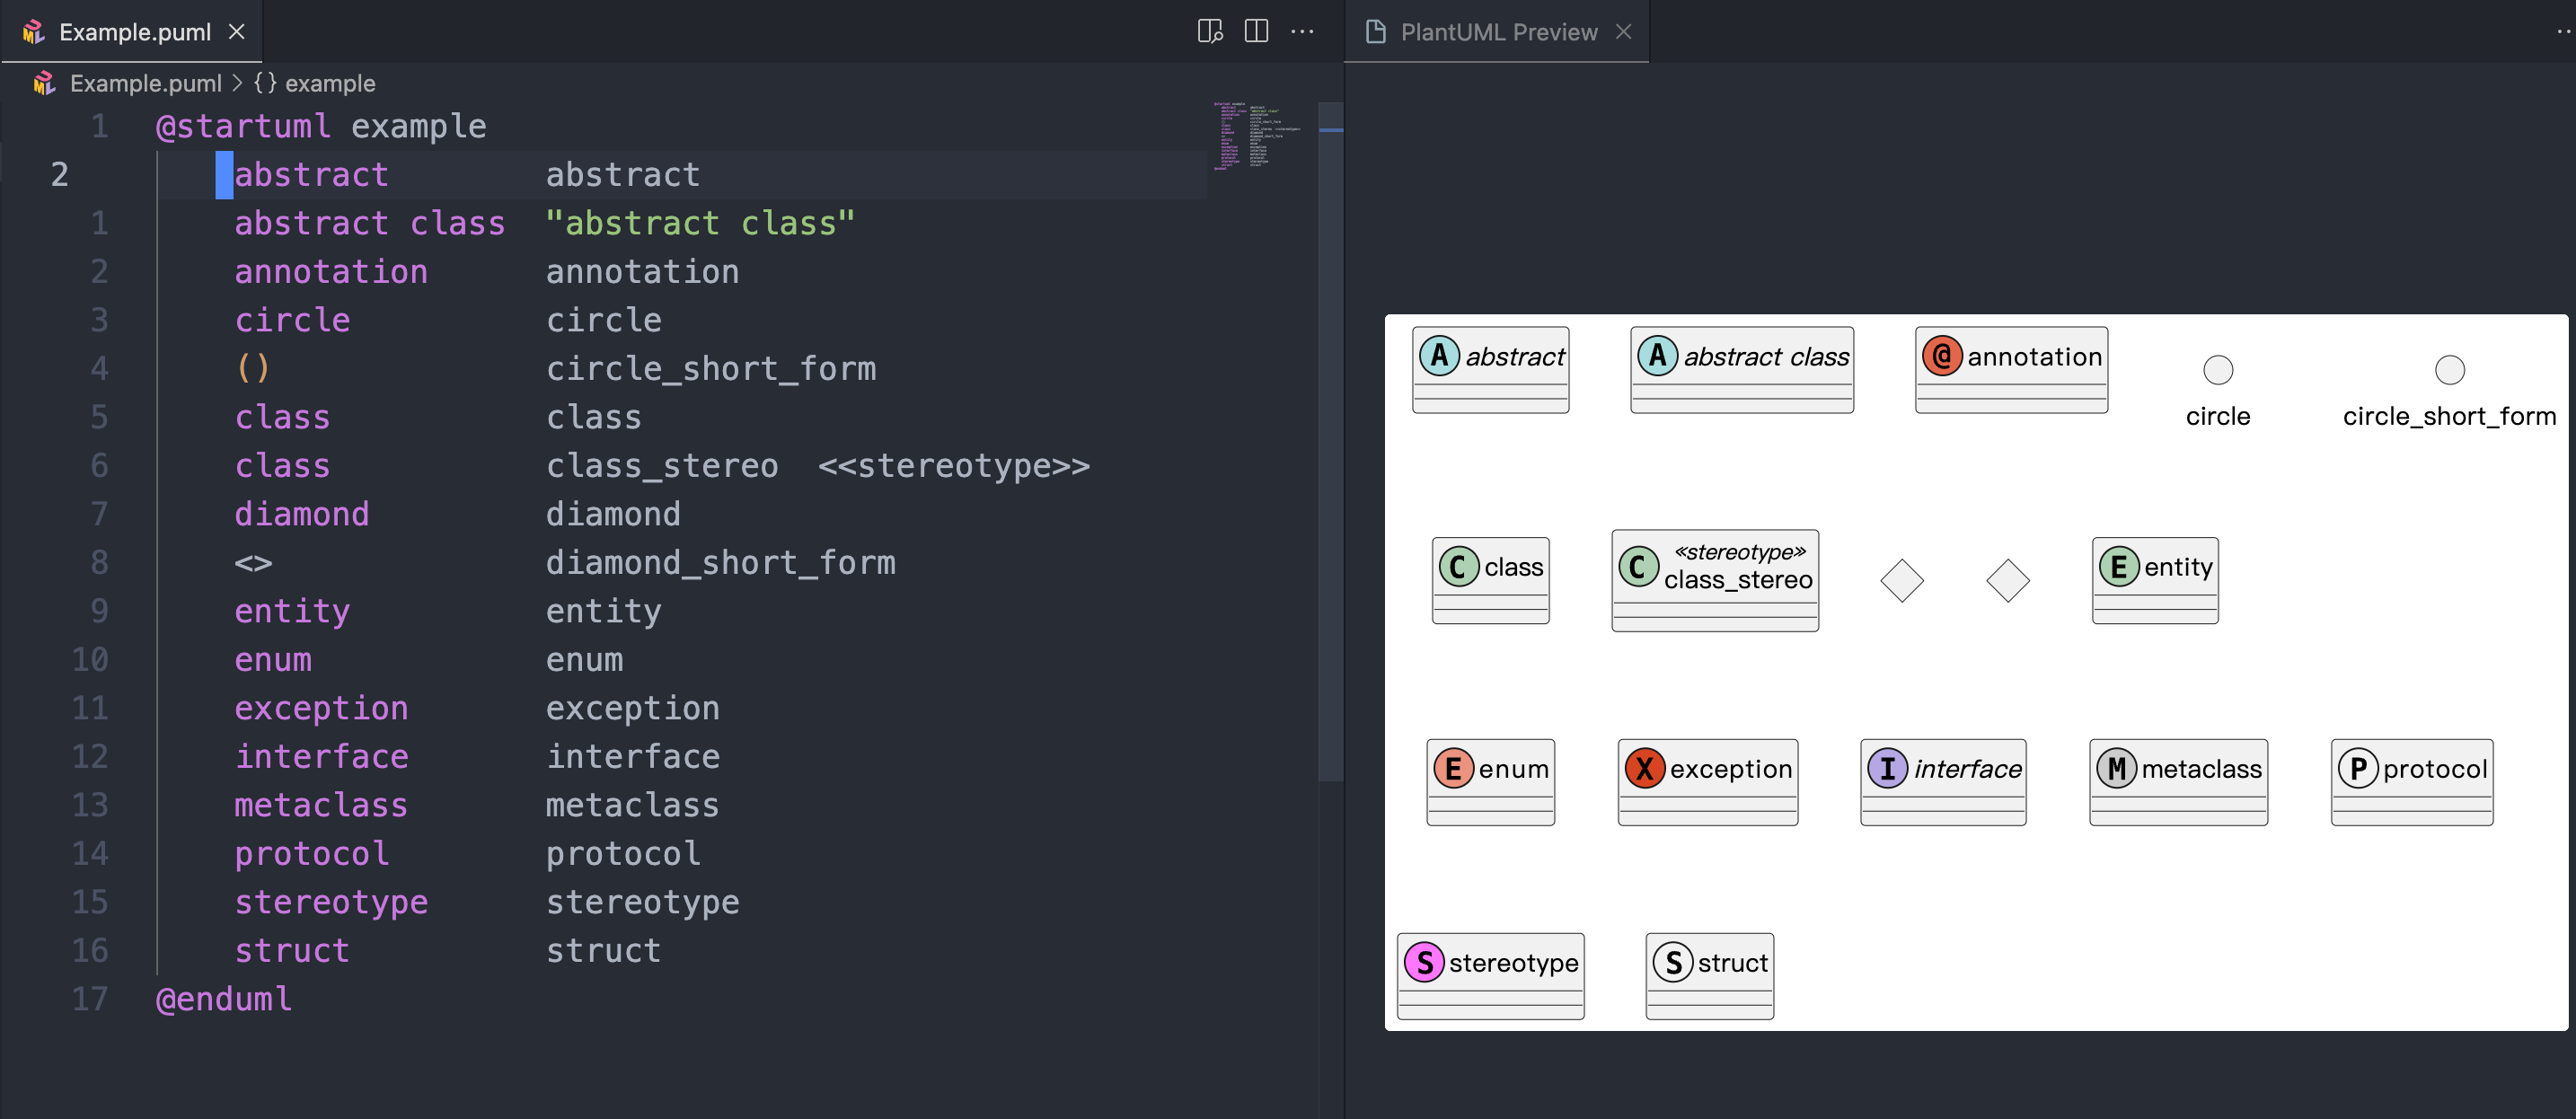 Example.puml
Example.puml > {} example
1 @startuml example
2 abstract abstract
1 abstract class "abstract class"
2 annotation annotation
3 circle circle
4 () circle_short_form
5 class class
6 class class_stereo <<stereotype>>
7 diamond diamond
8 <> diamond_short_form
9 entity entity
10 enum enum
11 exception exception
12 interface interface
13 metaclass metaclass
14 protocol protocol
15 stereotype stereotype
16 struct struct
17 @enduml
PlantUML Preview
A abstract
A abstract class
@ annotation
circle
circle_short_form
C class
«stereotype»
C class_stereo
E entity
E enum
X exception
I interface
M metaclass
P protocol
S stereotype
S struct